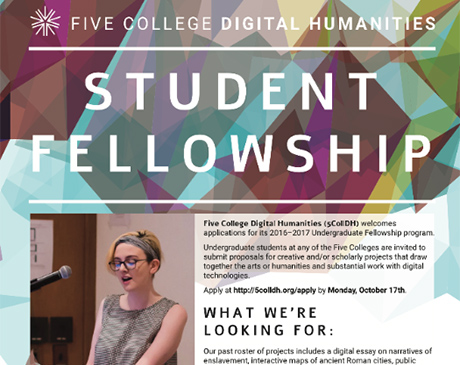 FIVE COLLEGE DIGITAL HUMANITIES
STUDENT
FELLOWSHIP
Five College Digital Humanities (5CollDH) welcomes
applications for its 2016–2017 Undergraduate Fellowship program.
Undergraduate students at any of the Five Colleges are invited to
submit proposals for creative and/or scholarly projects that draw
together the arts or humanities and substantial work with digital
technologies.
Apply at http://5colldh.org/apply by Monday, October 17th.
WHAT WE'RE
LOOKING FOR:
Our past roster of projects includes a digital essay on narratives of
enslavement, interactive maps of ancient Roman cities, public